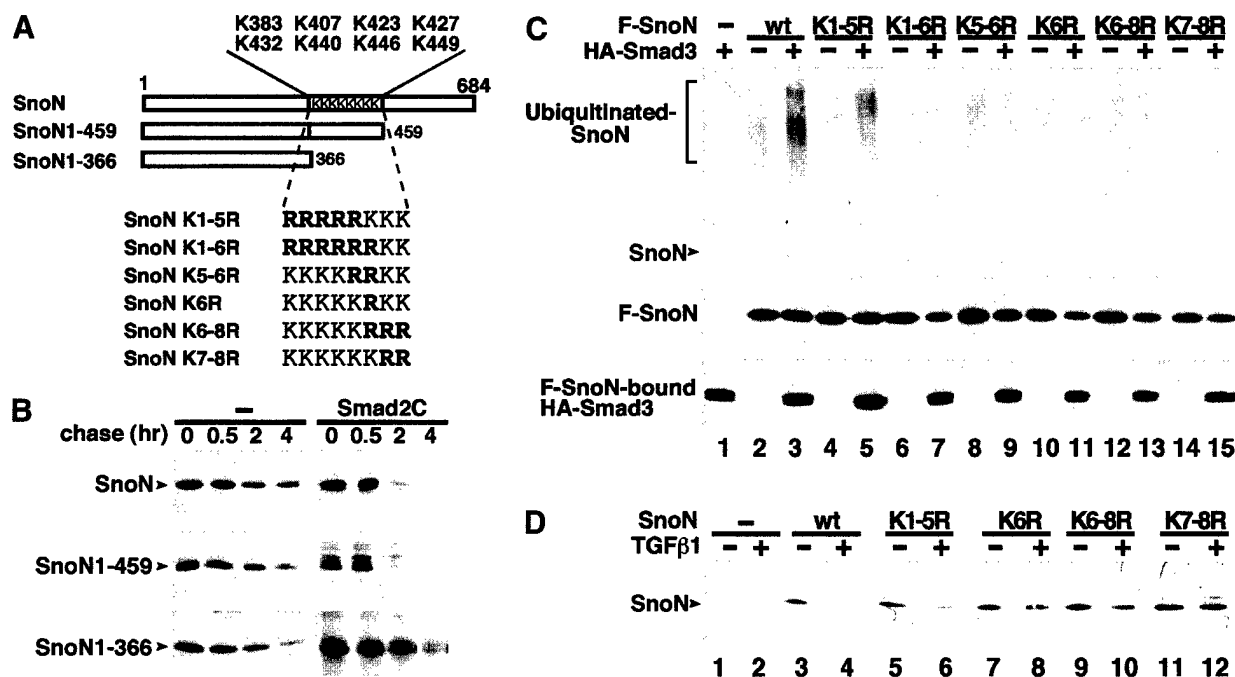 A
K383 K407 K423 K427
K432 K440 K446 K449
1
684
SnoN
KKKKKKKK
SnoN1-459
459
SnoN1-366
366
SnoN K1-5R RRRRRKKK
SnoN K1-6R RRRRRRKK
SnoN K5-6R KKKKRRKK
SnoN K6R KKKKKRKK
SnoN K6-8R KKKKKRRR
SnoN K7-8R KKKKKKRR
B
– Smad2C
chase (hr) 0 0.5 2 4 0 0.5 2 4
SnoN
SnoN1-459
SnoN1-366
C
F-SnoN – wt K1-5R K1-6R K5-6R K6R K6-8R K7-8R
HA-Smad3 + – + – + – + – + – + – + – +
Ubiquitinated-
SnoN
SnoN
F-SnoN
F-SnoN-bound
HA-Smad3
1 2 3 4 5 6 7 8 9 10 11 12 13 14 15
D
SnoN – wt K1-5R K6R K6-8R K7-8R
TGFβ1 – + – + – + – + – + – +
SnoN
1 2 3 4 5 6 7 8 9 10 11 12